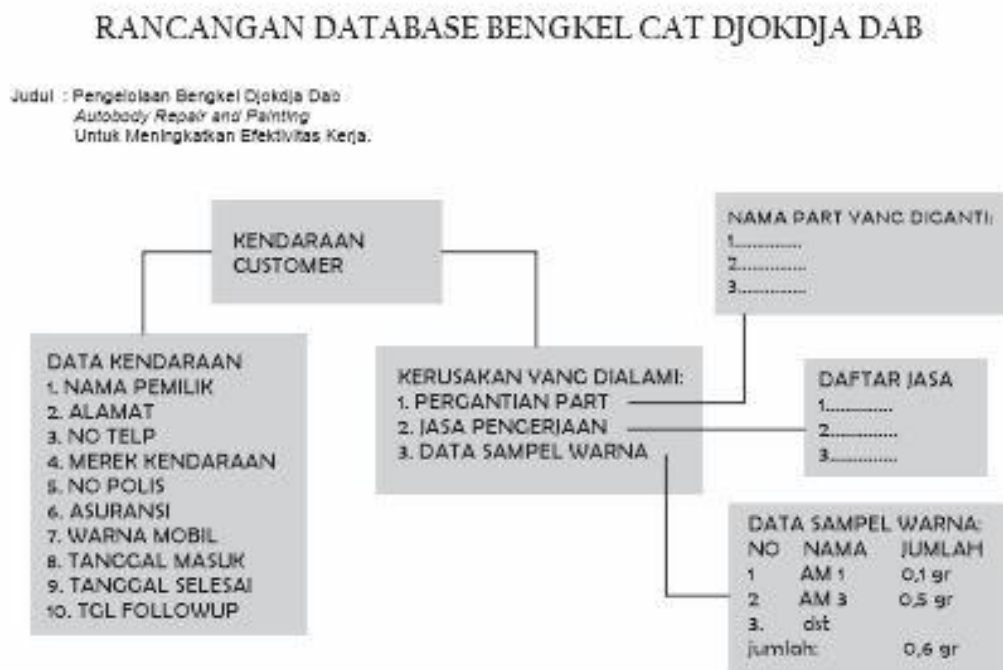 RANCANGAN DATABASE BENGKEL CAT DJOKDJA DAB
Judul : Pengelolaan Bengkel Djokdja Dab
Autobody Repair and Painting
Untuk Meningkatkan Efektivitas Kerja.
KENDARAAN
CUSTOMER
DATA KENDARAAN
1. NAMA PEMILIK
2. ALAMAT
3. NO TELP
4. MEREK KENDARAAN
5. NO POLIS
6. ASURANSI
7. WARNA MOBIL
8. TANGGAL MASUK
9. TANGGAL SELESAI
10. TGL FOLLOWUP
KERUSAKAN YANG DIALAMI:
1. PERGANTIAN PART
2. JASA PENGERJAAN
3. DATA SAMPEL WARNA
NAMA PART YANG DIGANTI:
1.............
2.............
3.............
DAFTAR JASA
1.............
2.............
3.............
DATA SAMPEL WARNA:
NO NAMA JUMLAH
1 AM 1 0,1 gr
2 AM 3 0,5 gr
3. dst
jumlah: 0,6 gr